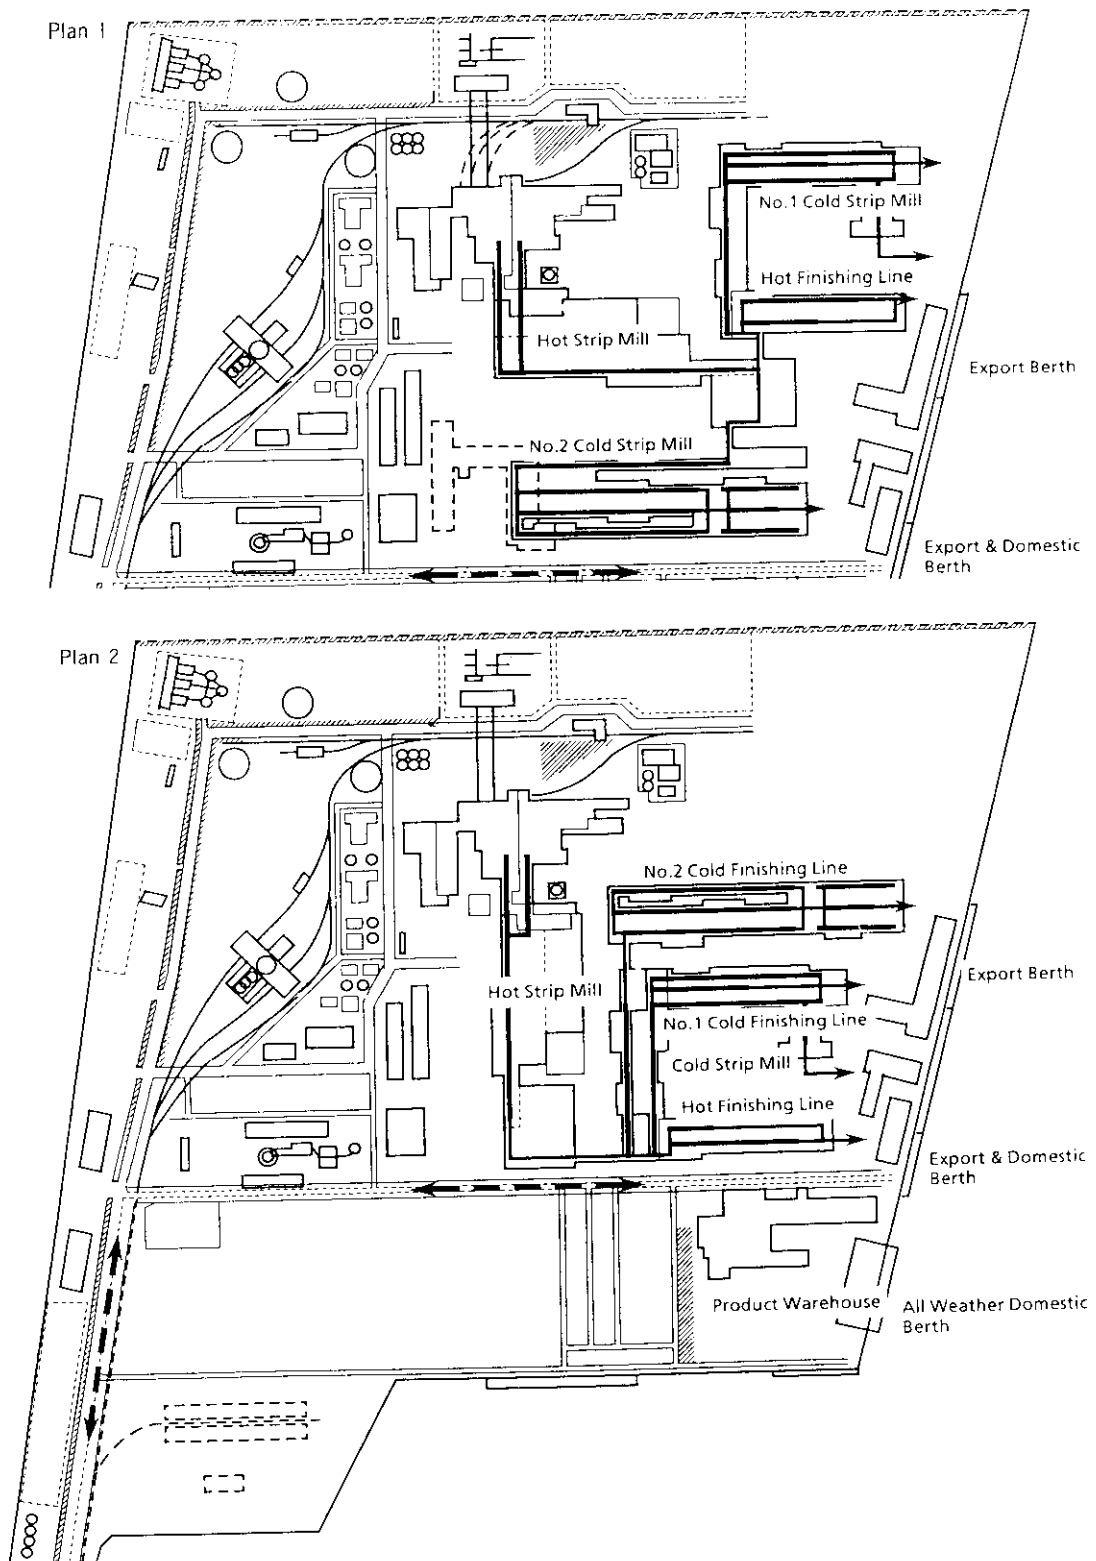 Plan 1
No.1 Cold Strip Mill
Hot Finishing Line
Hot Strip Mill
Export Berth
No.2 Cold Strip Mill
Export & Domestic
Berth
Plan 2
No.2 Cold Finishing Line
Export Berth
Hot Strip Mill
No.1 Cold Finishing Line
Cold Strip Mill
Hot Finishing Line
Export & Domestic
Berth
Product Warehouse
All Weather Domestic
Berth